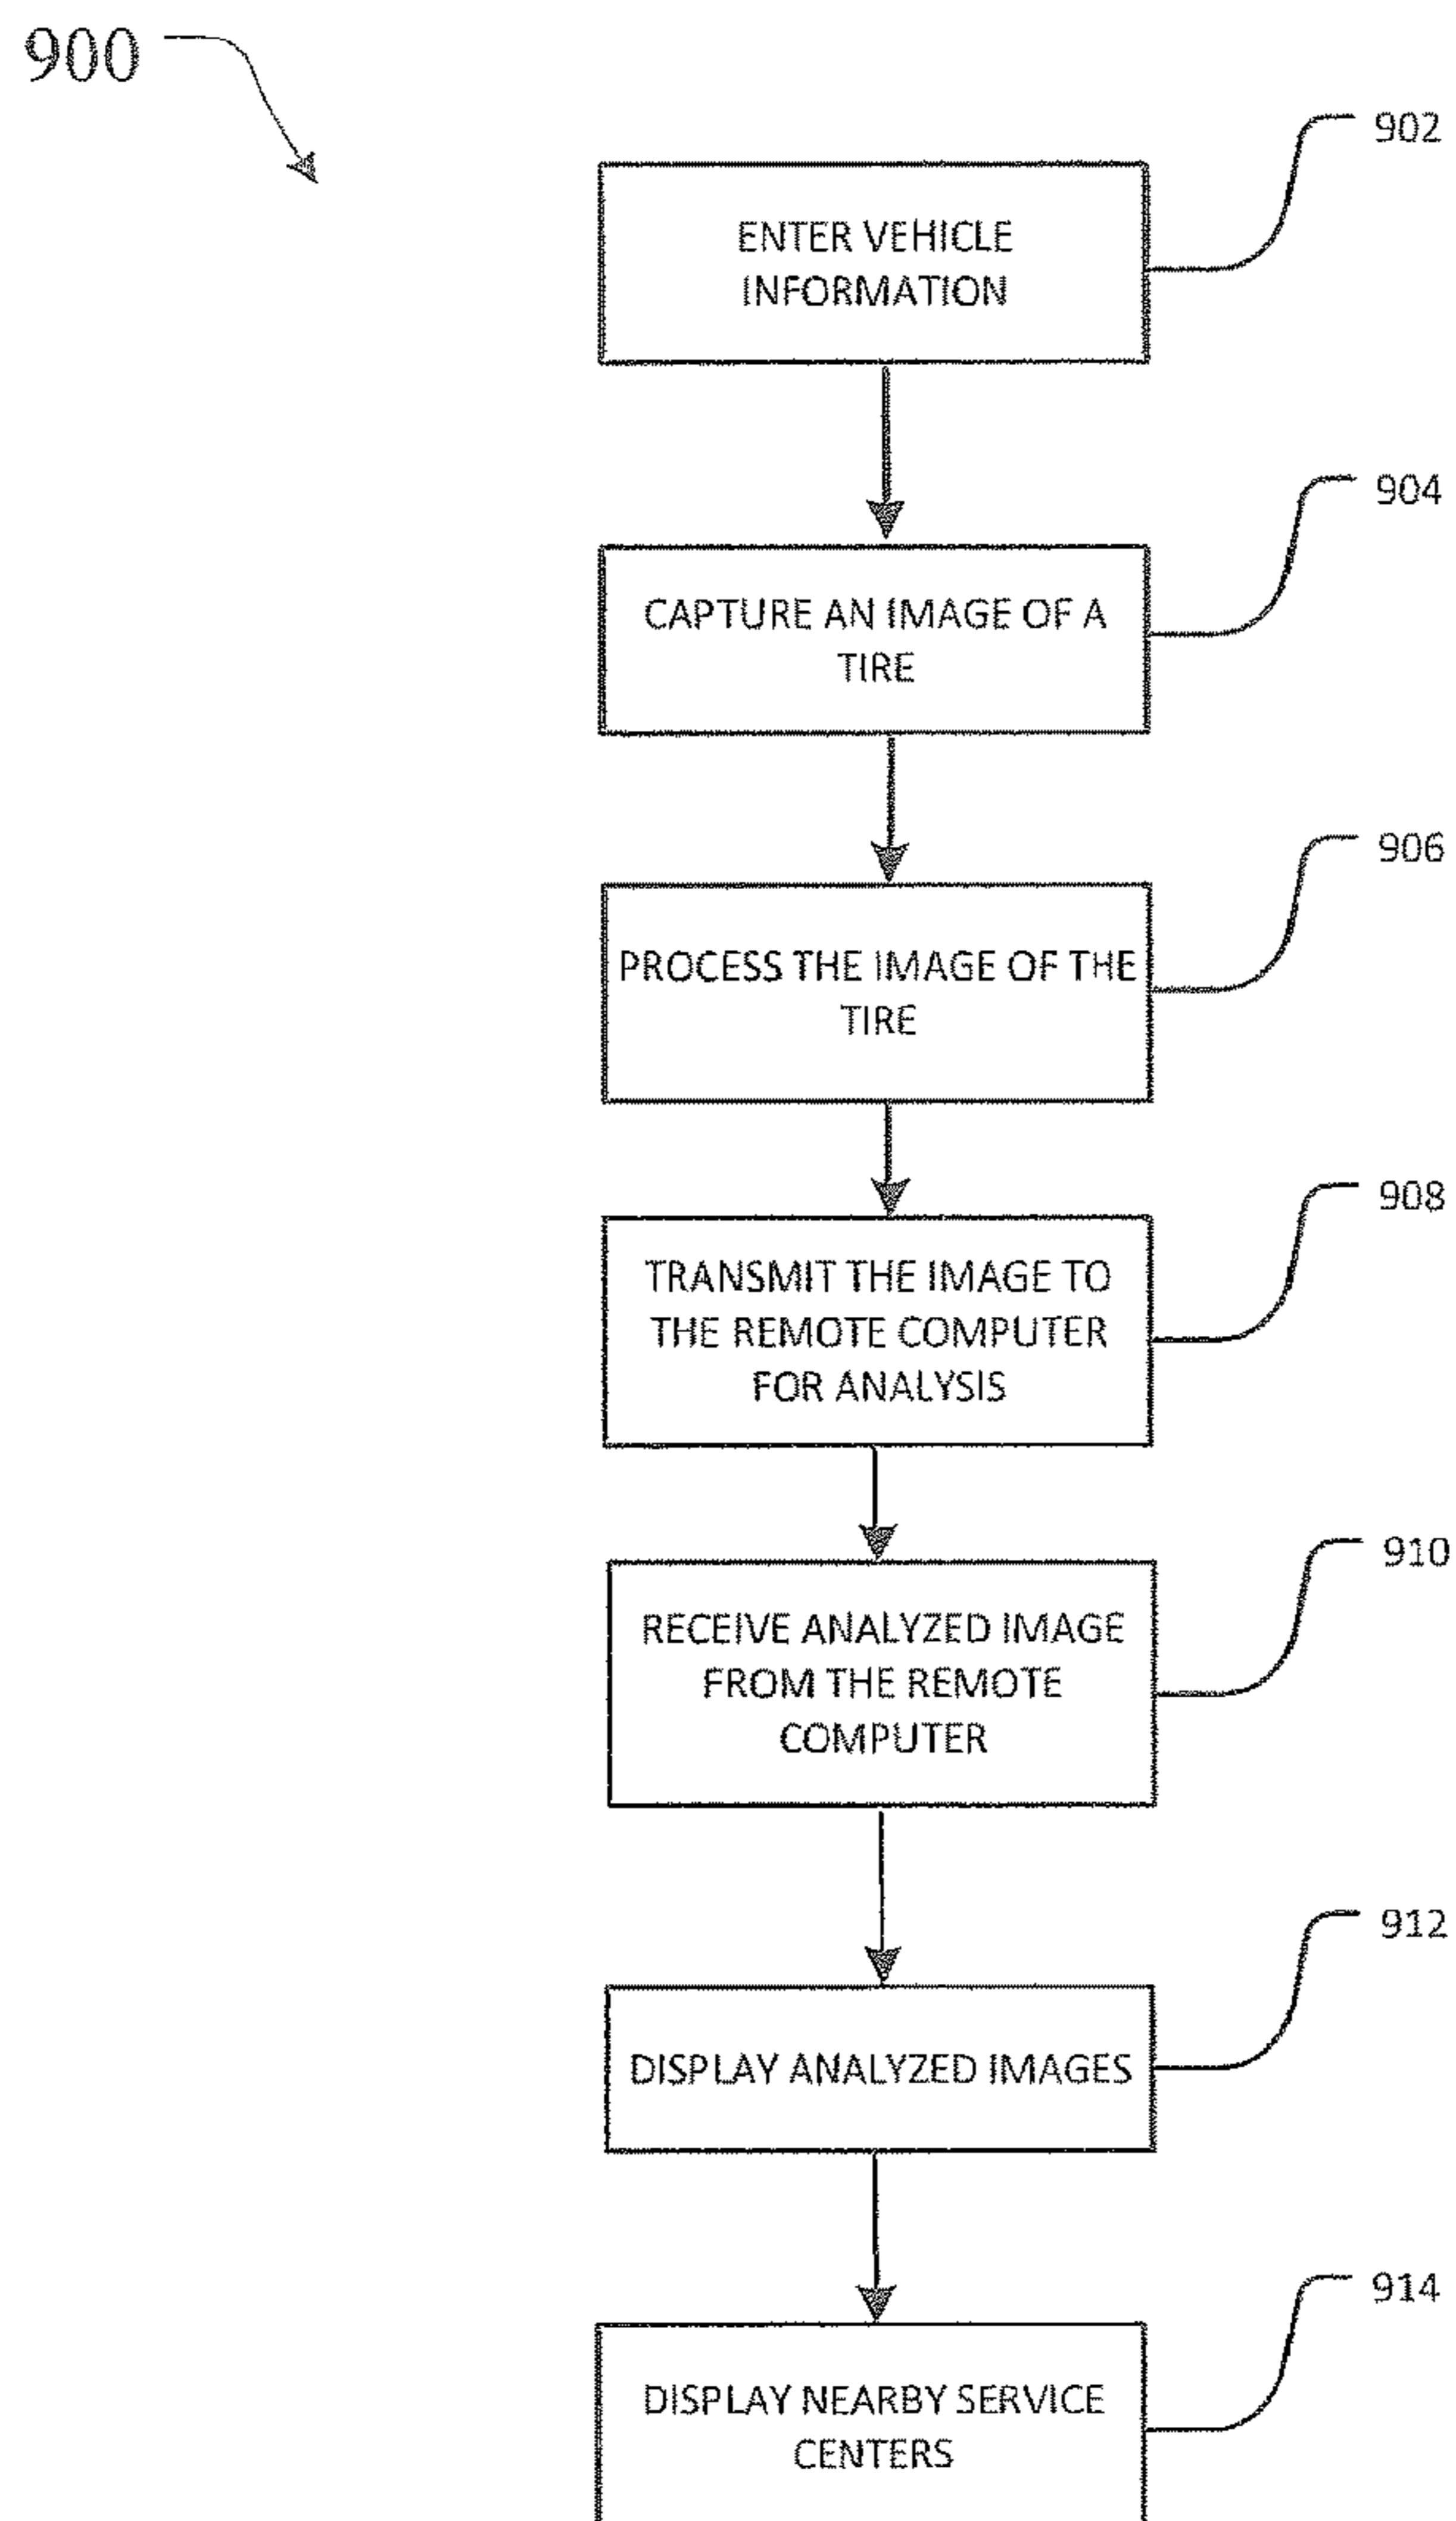 900
902
ENTER VEHICLE
INFORMATION
904
CAPTURE AN IMAGE OF A
TIRE
906
PROCESS THE IMAGE OF THE
TIRE
908
TRANSMIT THE IMAGE TO
THE REMOTE COMPUTER
FOR ANALYSIS
910
RECEIVE ANALYZED IMAGE
FROM THE REMOTE
COMPUTER
912
DISPLAY ANALYZED IMAGES
914
DISPLAY NEARBY SERVICE
CENTERS